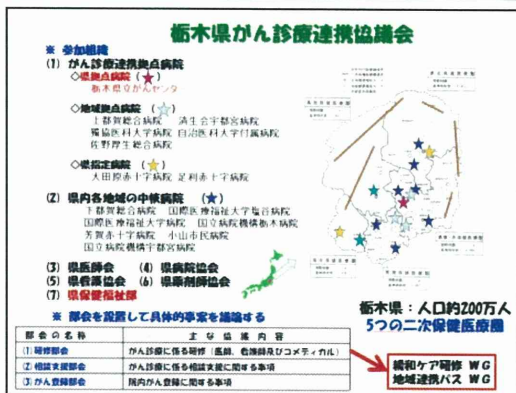 栃木県がん診療連携協議会
※ 参加組織
(1) がん診療連携拠点病院
◇県拠点病院 (★)
栃木県立がんセンタ
◇地域拠点病院 (☆)
上都賀総合病院 済生会宇都宮病院
獨協医科大学病院 自治医科大学付属病院
佐野厚生総合病院
◇県指定病院 (★)
大田原赤十字病院 足利赤十字病院
(2) 県内各地域の中核病院 (★)
下都賀総合病院 国際医療福祉大学塩谷病院
国際医療福祉大学病院 国立病院機構栃木病院
芳賀赤十字病院 小山市民病院
国立病院機構宇都宮病院
(3) 県医師会 (4) 県病院協会
(5) 県看護協会 (6) 県薬剤師協会
(7) 県保健福祉部
栃木県：人口約200万人
5つの二次保健医療圏
※ 部会を設置して具体的事案を議論する
部会の名称 主な協議内容
(1)研修部会 がん診療に係る研修（医師、看護師及びコメディカル）
(2)相談支援部会 がん診療に係る相談支援に関する事項
(3)がん登録部会 院内がん登録に関する事項
緩和ケア研修 WG
地域連携パス WG